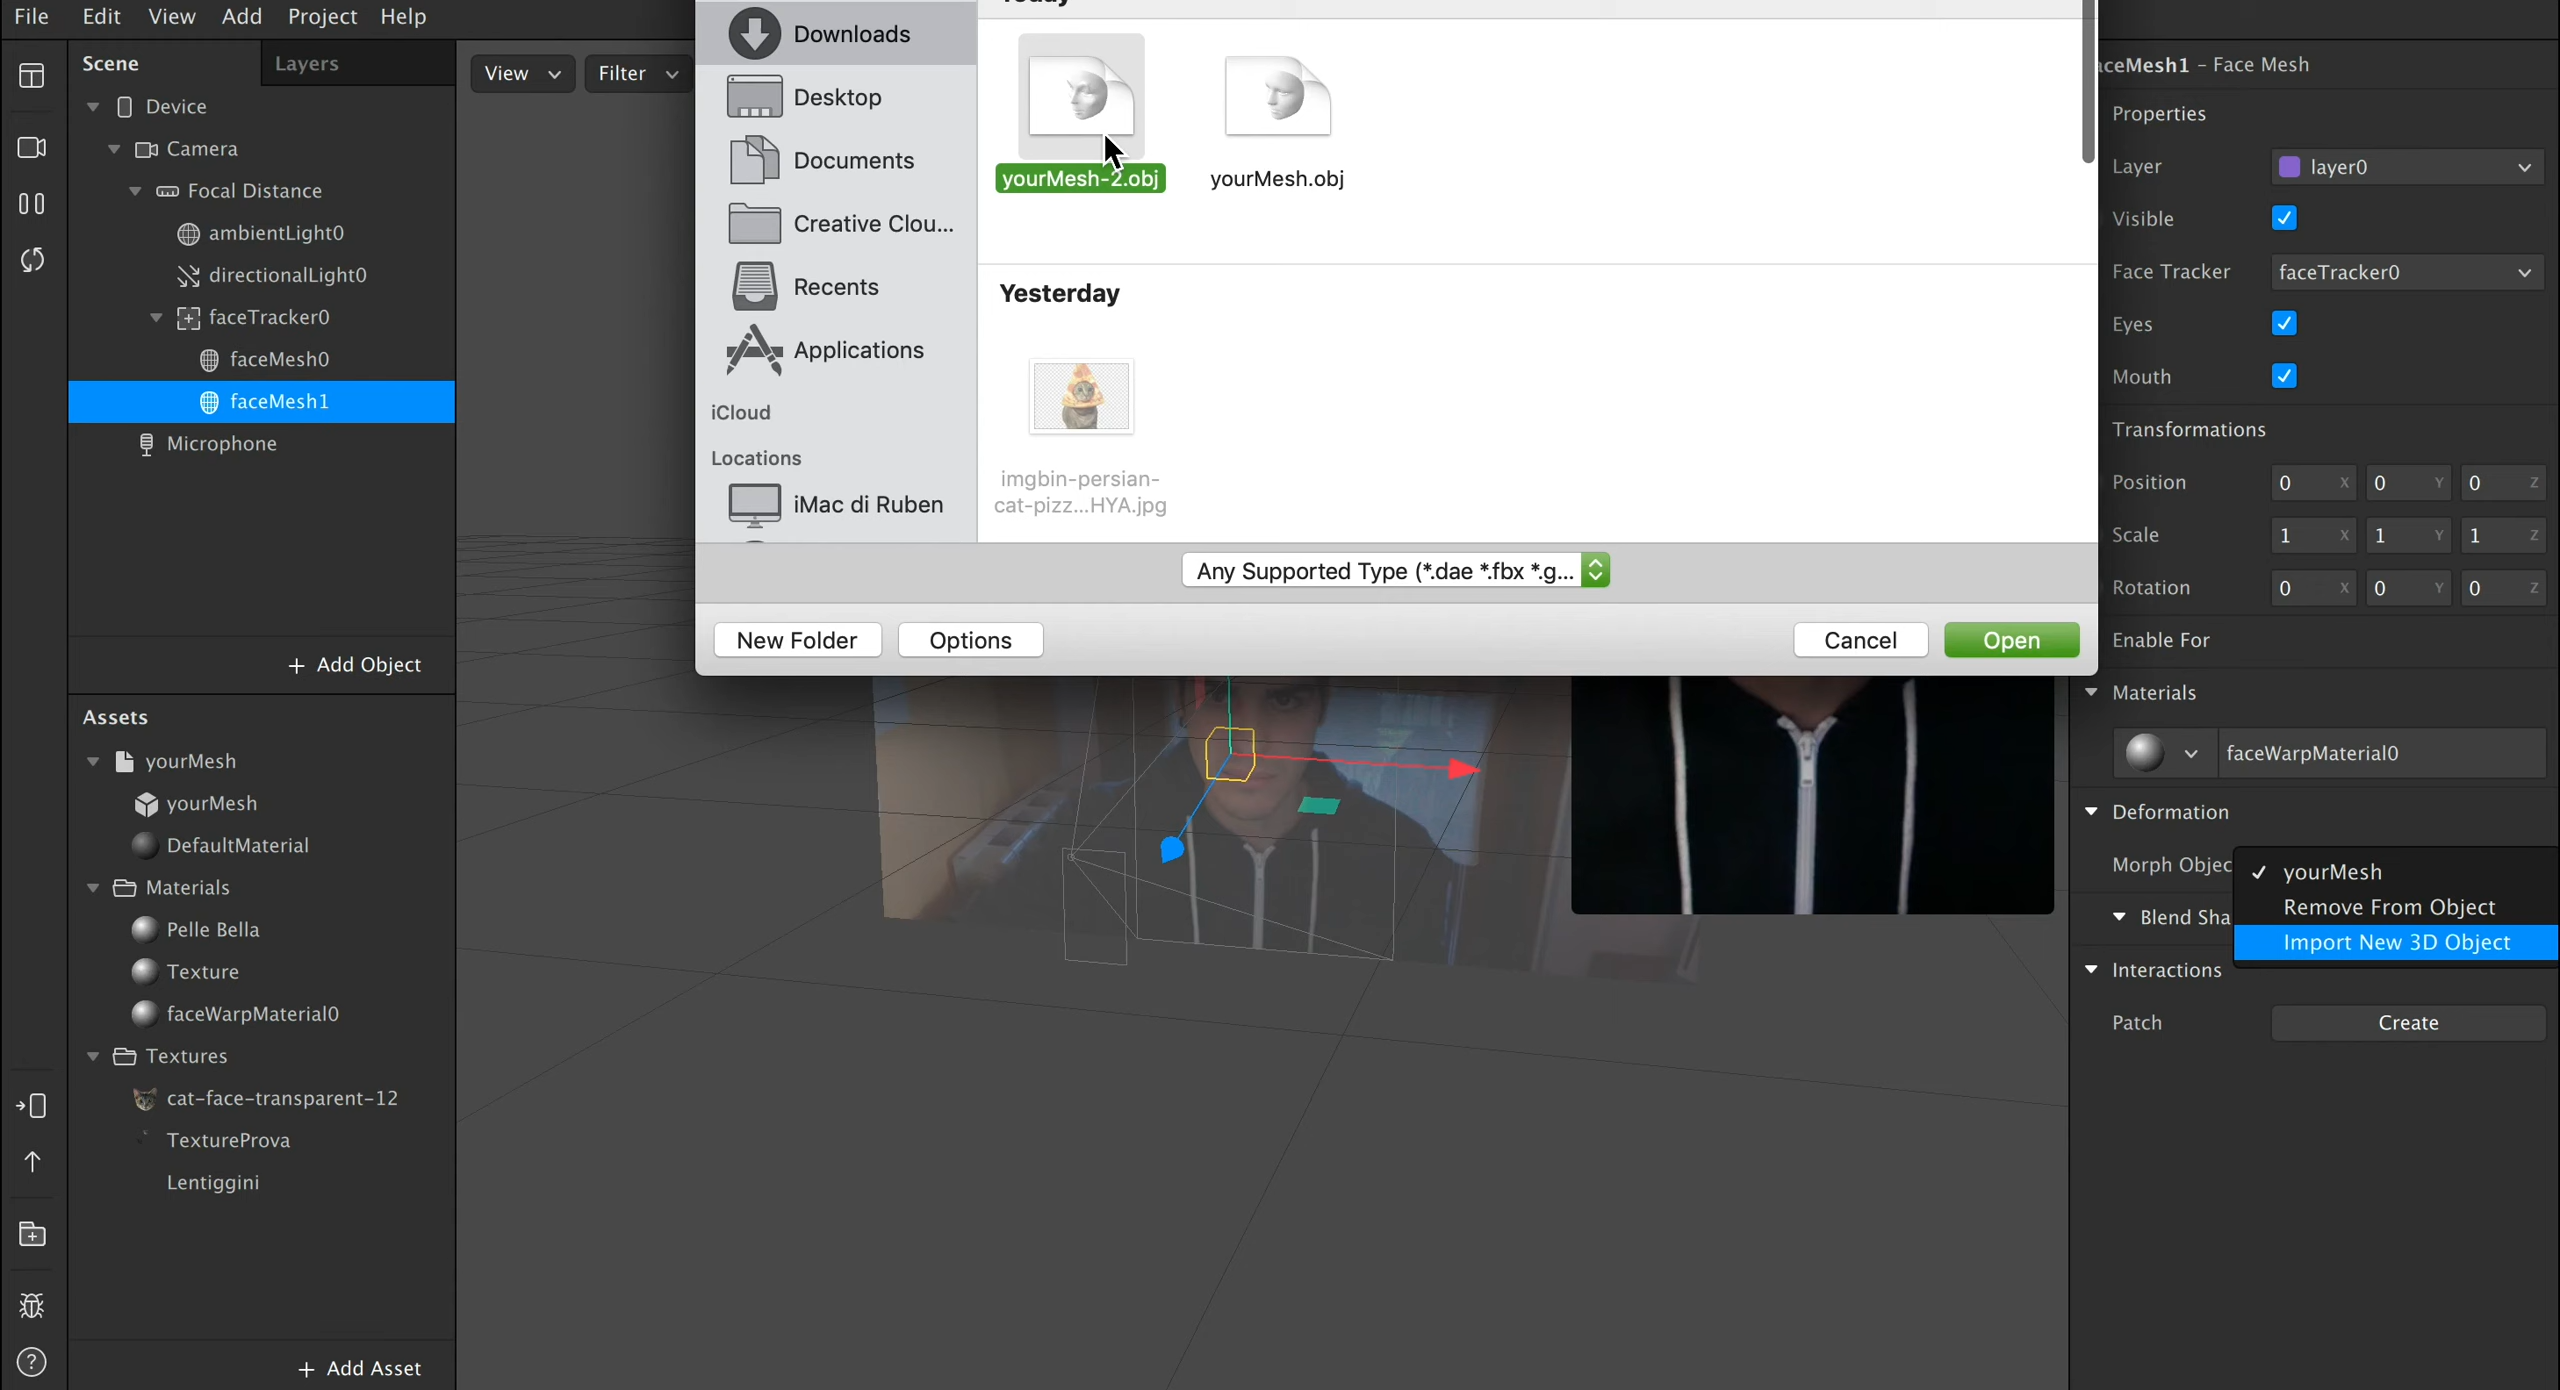 File Edit View Add Project Help
Scene
Layers
View
Filter
Device
Camera
Focal Distance
ambientLight0
directionalLight0
faceTracker0
faceMesh0
faceMesh1
Microphone
+ Add Object
Assets
yourMesh
yourMesh
DefaultMaterial
Materials
Pelle Bella
Texture
faceWarpMaterial0
Textures
cat-face-transparent-12
TextureProva
Lentiggini
+ Add Asset
Downloads
Desktop
Documents
Creative Clou...
Recents
Applications
iCloud
Locations
iMac di Ruben
yourMesh-2.obj
yourMesh.obj
Yesterday
imgbin-persian-
cat-pizz...HYA.jpg
Any Supported Type (*.dae *.fbx *.g...
New Folder
Options
Cancel
Open
ceMesh1 – Face Mesh
Properties
Layer
layer0
Visible
Face Tracker
faceTracker0
Eyes
Mouth
Transformations
Position
0 X 0 Y 0 Z
Scale
1 X 1 Y 1 Z
Rotation
0 X 0 Y 0 Z
Enable For
Materials
faceWarpMaterial0
Deformation
Morph Objec
✓ yourMesh
Remove From Object
Import New 3D Object
Blend Sha
Interactions
Patch
Create